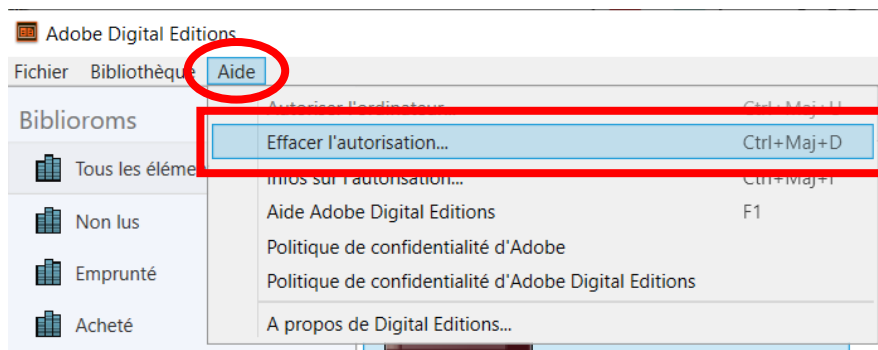 Adobe Digital Editions
Fichier Bibliothèque Aide
Biblioroms
Tous les éléme
Non lus
Emprunté
Acheté
Autoriser l'ordinateur... Ctrl+Maj+U
Effacer l'autorisation... Ctrl+Maj+D
Infos sur l'autorisation... Ctrl+Maj+I
Aide Adobe Digital Editions F1
Politique de confidentialité d'Adobe
Politique de confidentialité d'Adobe Digital Editions
A propos de Digital Editions...